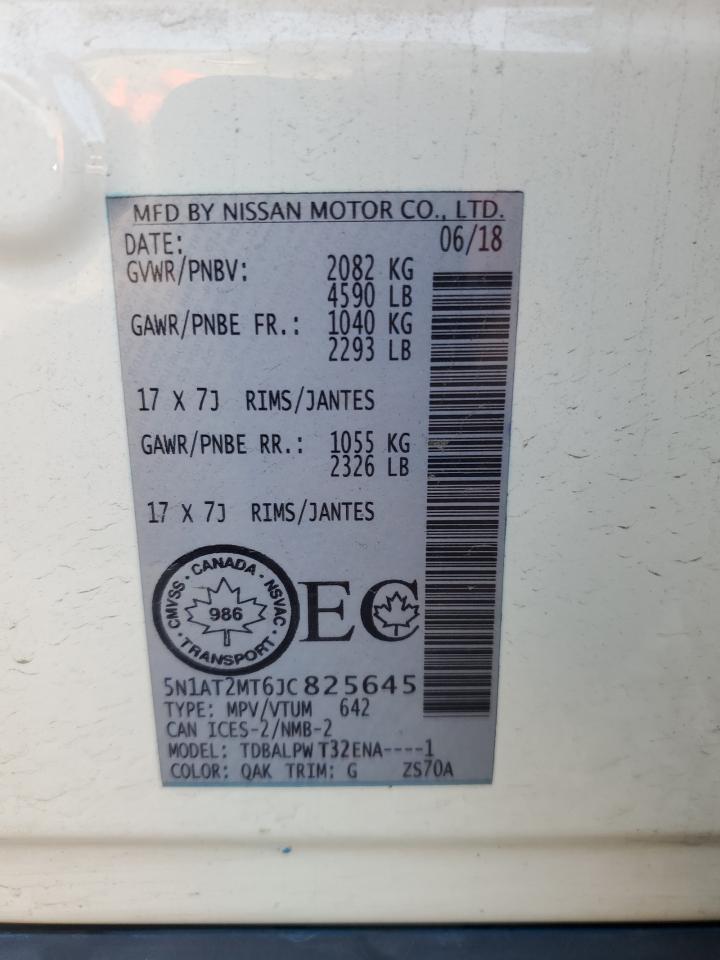 MFD BY NISSAN MOTOR CO., LTD.
DATE: 06/18
GVWR/PNBV: 2082 KG
4590 LB
GAWR/PNBE FR.: 1040 KG
2293 LB
17 X 7J RIMS/JANTES
GAWR/PNBE RR.: 1055 KG
2326 LB
17 X 7J RIMS/JANTES
CMVSS · CANADA · NSVAC
986
· TRANSPORT ·
EC
5N1AT2MT6JC825645
TYPE: MPV/VTUM 642
CAN ICES-2/NMB-2
MODEL: TDBALPW T32ENA----1
COLOR: QAK TRIM: G ZS70A